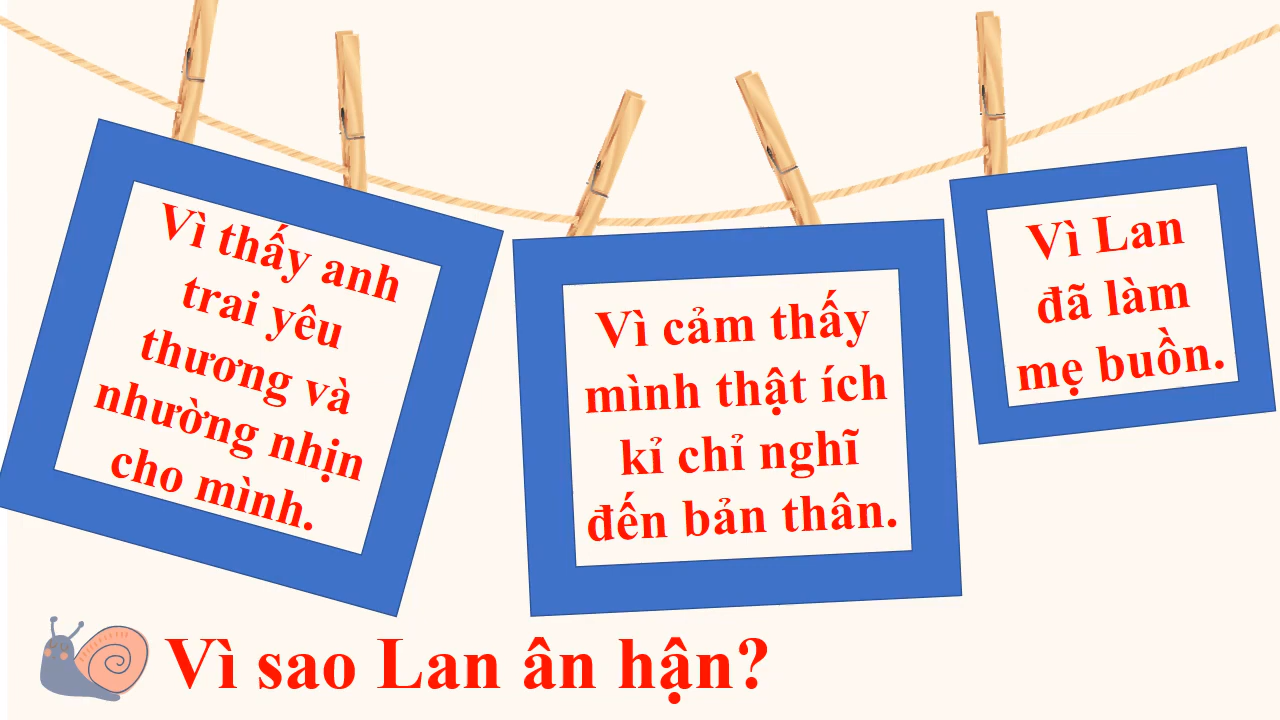 Vì thấy anh
trai yêu
thương và
nhường nhịn
cho mình.
Vì cảm thấy
mình thật ích
kỉ chỉ nghĩ
đến bản thân.
Vì Lan
đã làm
mẹ buồn.
Vì sao Lan ân hận?